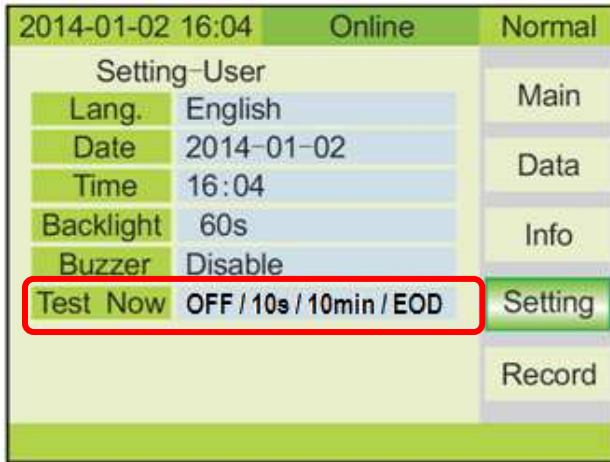 2014-01-02 16:04 Online Normal
Setting-User
Lang. English
Date 2014-01-02
Time 16:04
Backlight 60s
Buzzer Disable
Test Now OFF / 10s / 10min / EOD
Main
Data
Info
Setting
Record